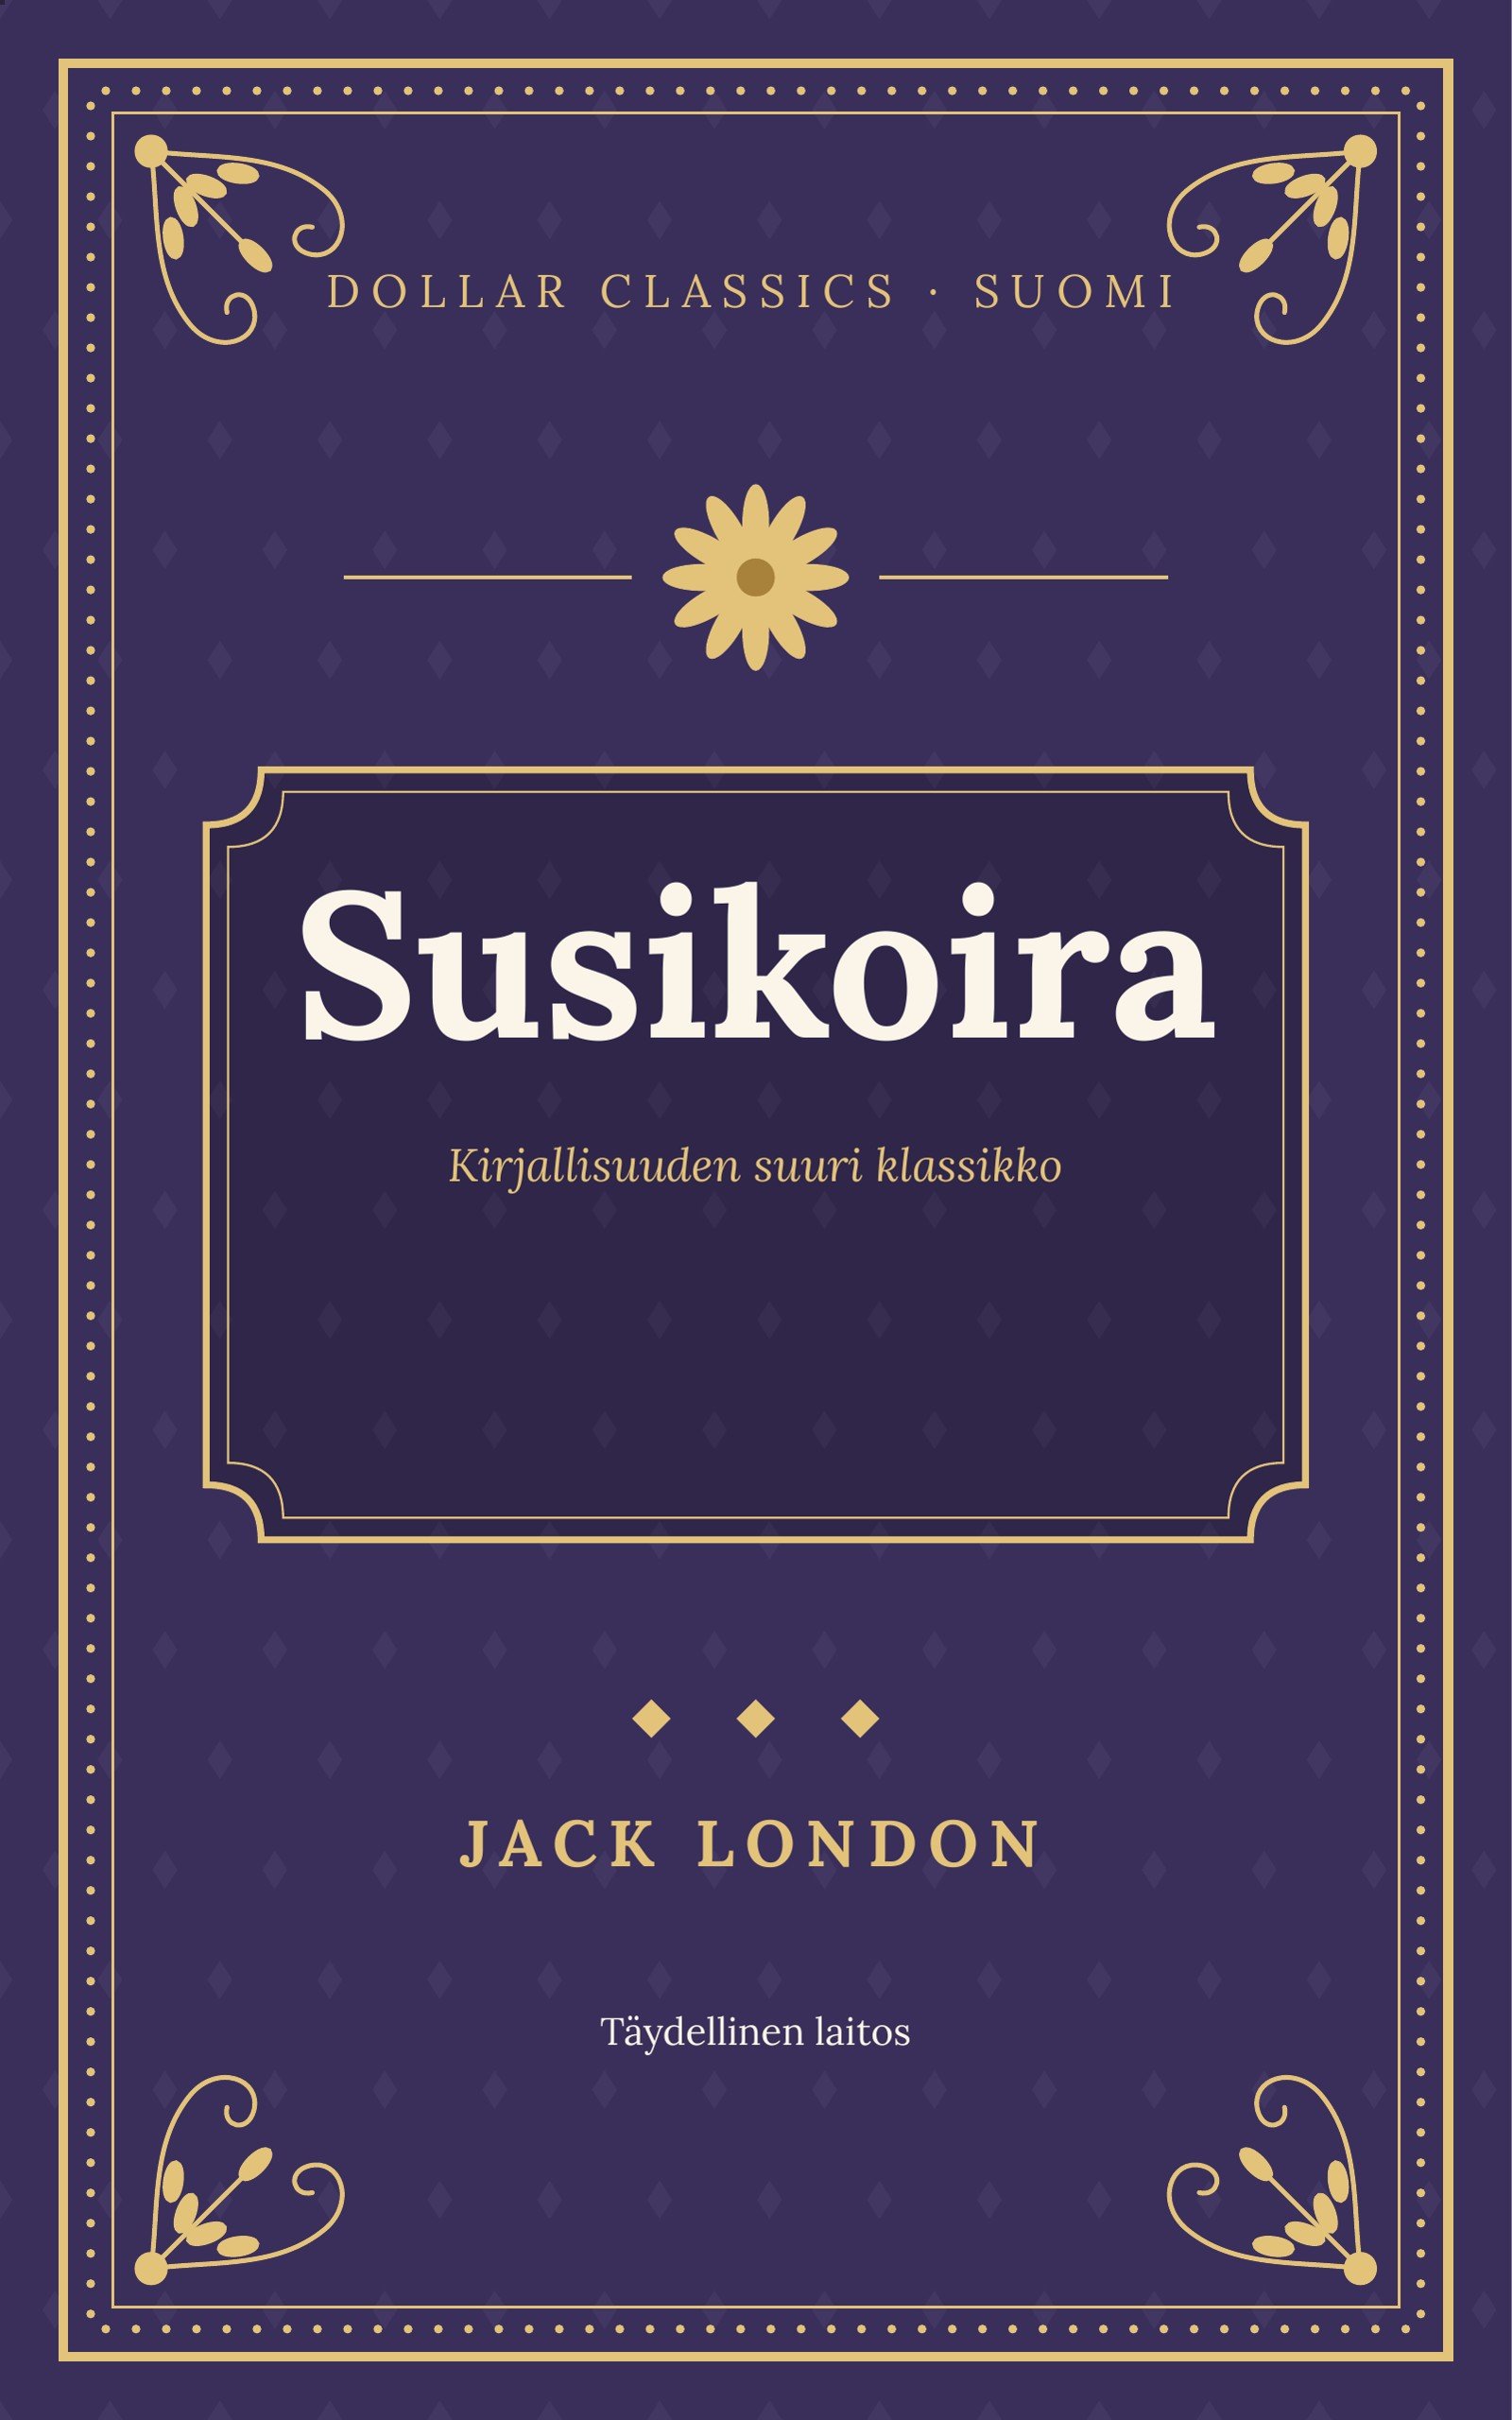 DOLLAR CLASSICS · SUOMI
Susikoira
Kirjallisuuden suuri klassikko
JACK LONDON
Täydellinen laitos